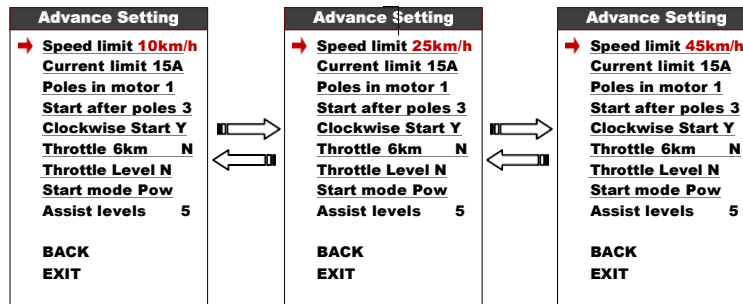 Advance Setting
Speed limit 10km/h
Current limit 15A
Poles in motor 1
Start after poles 3
Clockwise Start Y
Throttle 6km N
Throttle Level N
Start mode Pow
Assist levels 5
BACK
EXIT
Advance Setting
Speed limit 25km/h
Current limit 15A
Poles in motor 1
Start after poles 3
Clockwise Start Y
Throttle 6km N
Throttle Level N
Start mode Pow
Assist levels 5
BACK
EXIT
Advance Setting
Speed limit 45km/h
Current limit 15A
Poles in motor 1
Start after poles 3
Clockwise Start Y
Throttle 6km N
Throttle Level N
Start mode Pow
Assist levels 5
BACK
EXIT